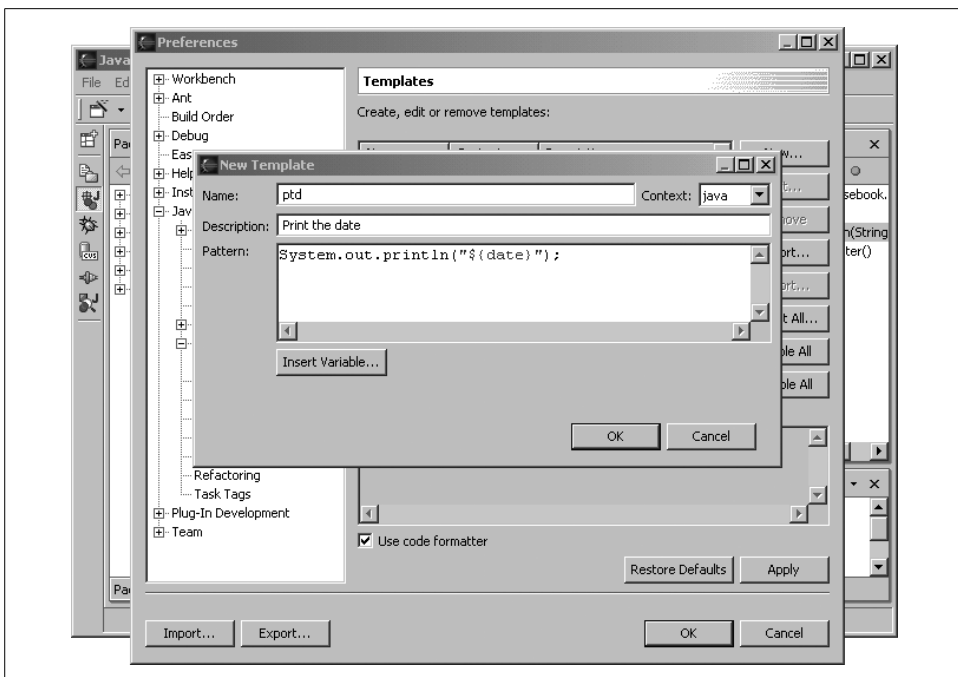 Preferences
Java
File Ed
Workbench
Ant
Build Order
Debug
Templates
Create, edit or remove templates:
New Template
Name: ptd Context: java
Description: Print the date
Pattern: System.out.println("${date}");
Insert Variable...
OK Cancel
Refactoring
Task Tags
Plug-In Development
Team
Use code formatter
Restore Defaults Apply
Import... Export... OK Cancel